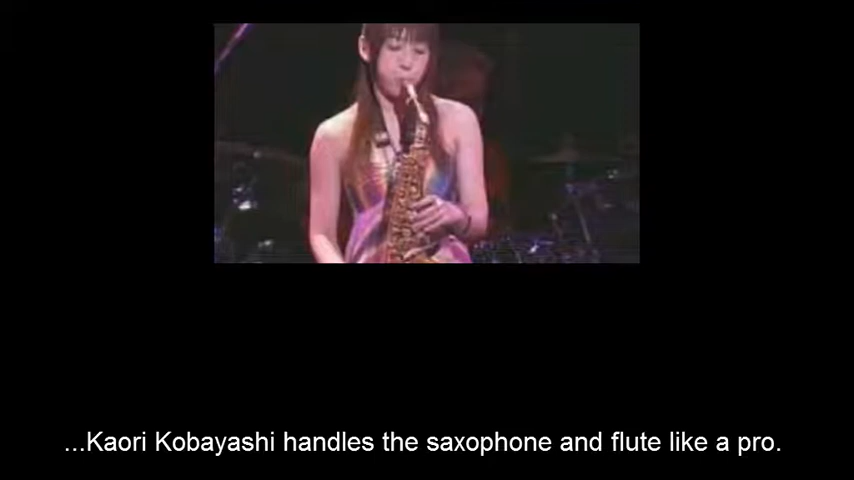 ...Kaori Kobayashi handles the saxophone and flute like a pro.